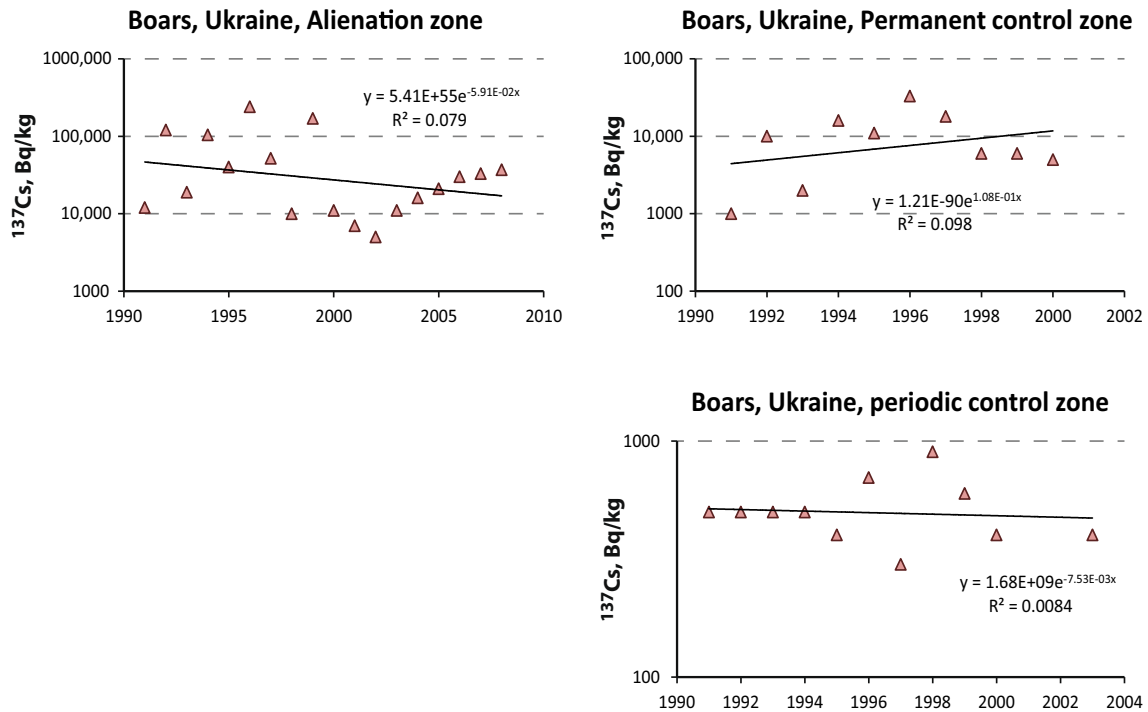 Boars, Ukraine, Alienation zone
1000,000
100,000
10,000
1000
¹³⁷Cs, Bq/kg
y = 5.41E+55e^-5.91E-02x
R² = 0.079
1990 1995 2000 2005 2010
Boars, Ukraine, Permanent control zone
100,000
10,000
1000
100
¹³⁷Cs, Bq/kg
y = 1.21E-90e^1.08E-01x
R² = 0.098
1990 1992 1994 1996 1998 2000 2002
Boars, Ukraine, periodic control zone
1000
100
¹³⁷Cs, Bq/kg
y = 1.68E+09e^-7.53E-03x
R² = 0.0084
1990 1992 1994 1996 1998 2000 2002 2004